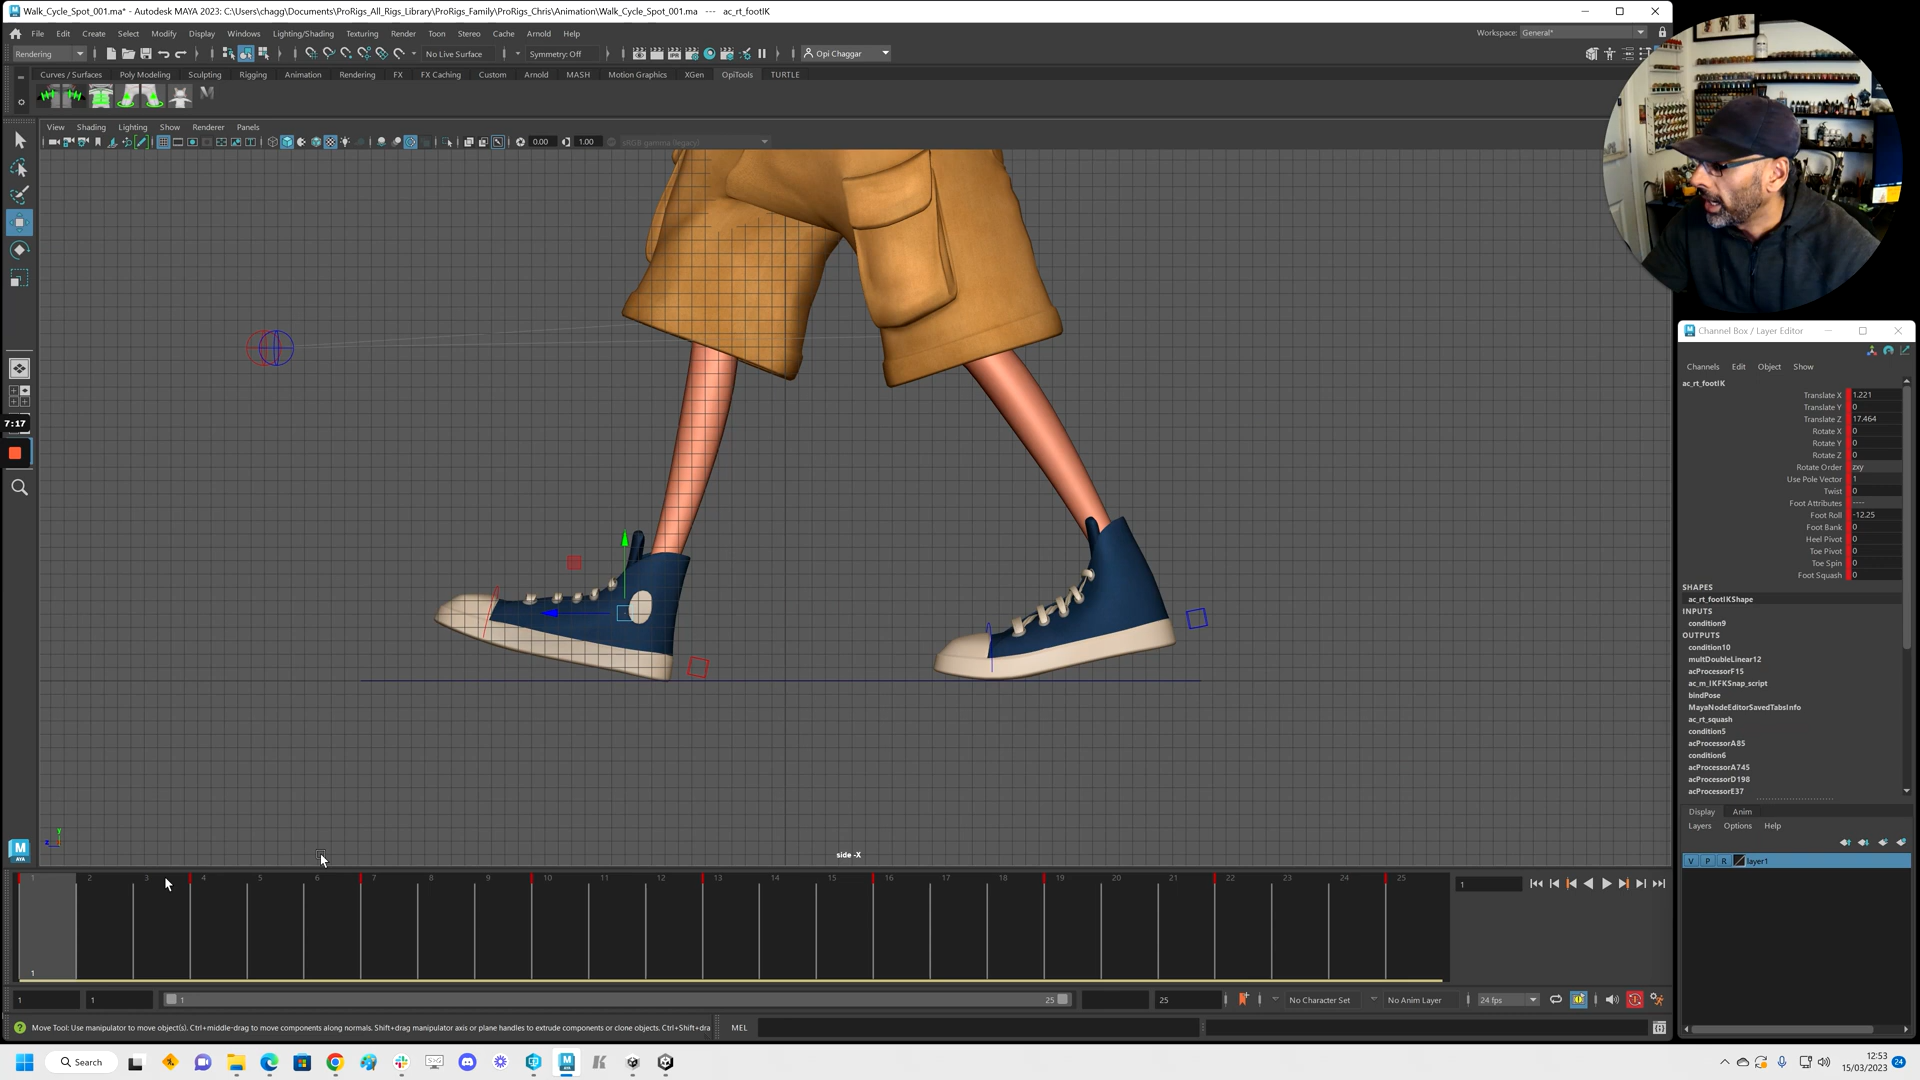 Walk_Cycle_Spot_001.ma* - Autodesk MAYA 2023: C:\Users\chagg\Documents\ProRigs_All_Rigs_Library\ProRigs_Family\ProRigs_Chris\Animation\Walk_Cycle_Spot_001.ma --- ac_rt_footIK
File Edit Create Select Modify Display Windows Lighting/Shading Texturing Render Toon Stereo Cache Arnold Help
Workspace: General*
Rendering
No Live Surface
Symmetry: Off
Opi Chaggar
Curves / Surfaces Poly Modeling Sculpting Rigging Animation Rendering FX FX Caching Custom Arnold MASH Motion Graphics XGen OpiTools TURTLE
View Shading Lighting Show Renderer Panels
0.00 1.00 sRGB gamma (legacy)
7:17
Channel Box / Layer Editor
Channels Edit Object Show
ac_rt_footIK
Translate X 1.221
Translate Y 0
Translate Z 17.464
Rotate X 0
Rotate Y 0
Rotate Z 0
Rotate Order zxy
Use Pole Vector 1
Twist 0
Foot Attributes ----
Foot Roll -12.25
Foot Bank 0
Heel Pivot 0
Toe Pivot 0
Toe Spin 0
Foot Squash 0
SHAPES
ac_rt_footIKShape
INPUTS
condition9
OUTPUTS
condition10
multDoubleLinear12
acProcessorF15
ac_m_IKFKSnap_script
bindPose
MayaNodeEditorSavedTabsInfo
ac_rt_squash
condition5
acProcessorA85
condition6
acProcessorA745
acProcessorD198
acProcessorE37
Display Anim
Layers Options Help
V P R layer1
y
side -X
M
AYA
1 2 3 4 5 6 7 8 9 10 11 12 13 14 15 16 17 18 19 20 21 22 23 24 25
1
1
1 1 1 25 25 No Character Set No Anim Layer 24 fps
Move Tool: Use manipulator to move object(s). Ctrl+middle-drag to move components along normals. Shift+drag manipulator axis or plane handles to extrude components or clone objects. Ctrl+Shift+dra
MEL
Search
12:53
15/03/2023
24